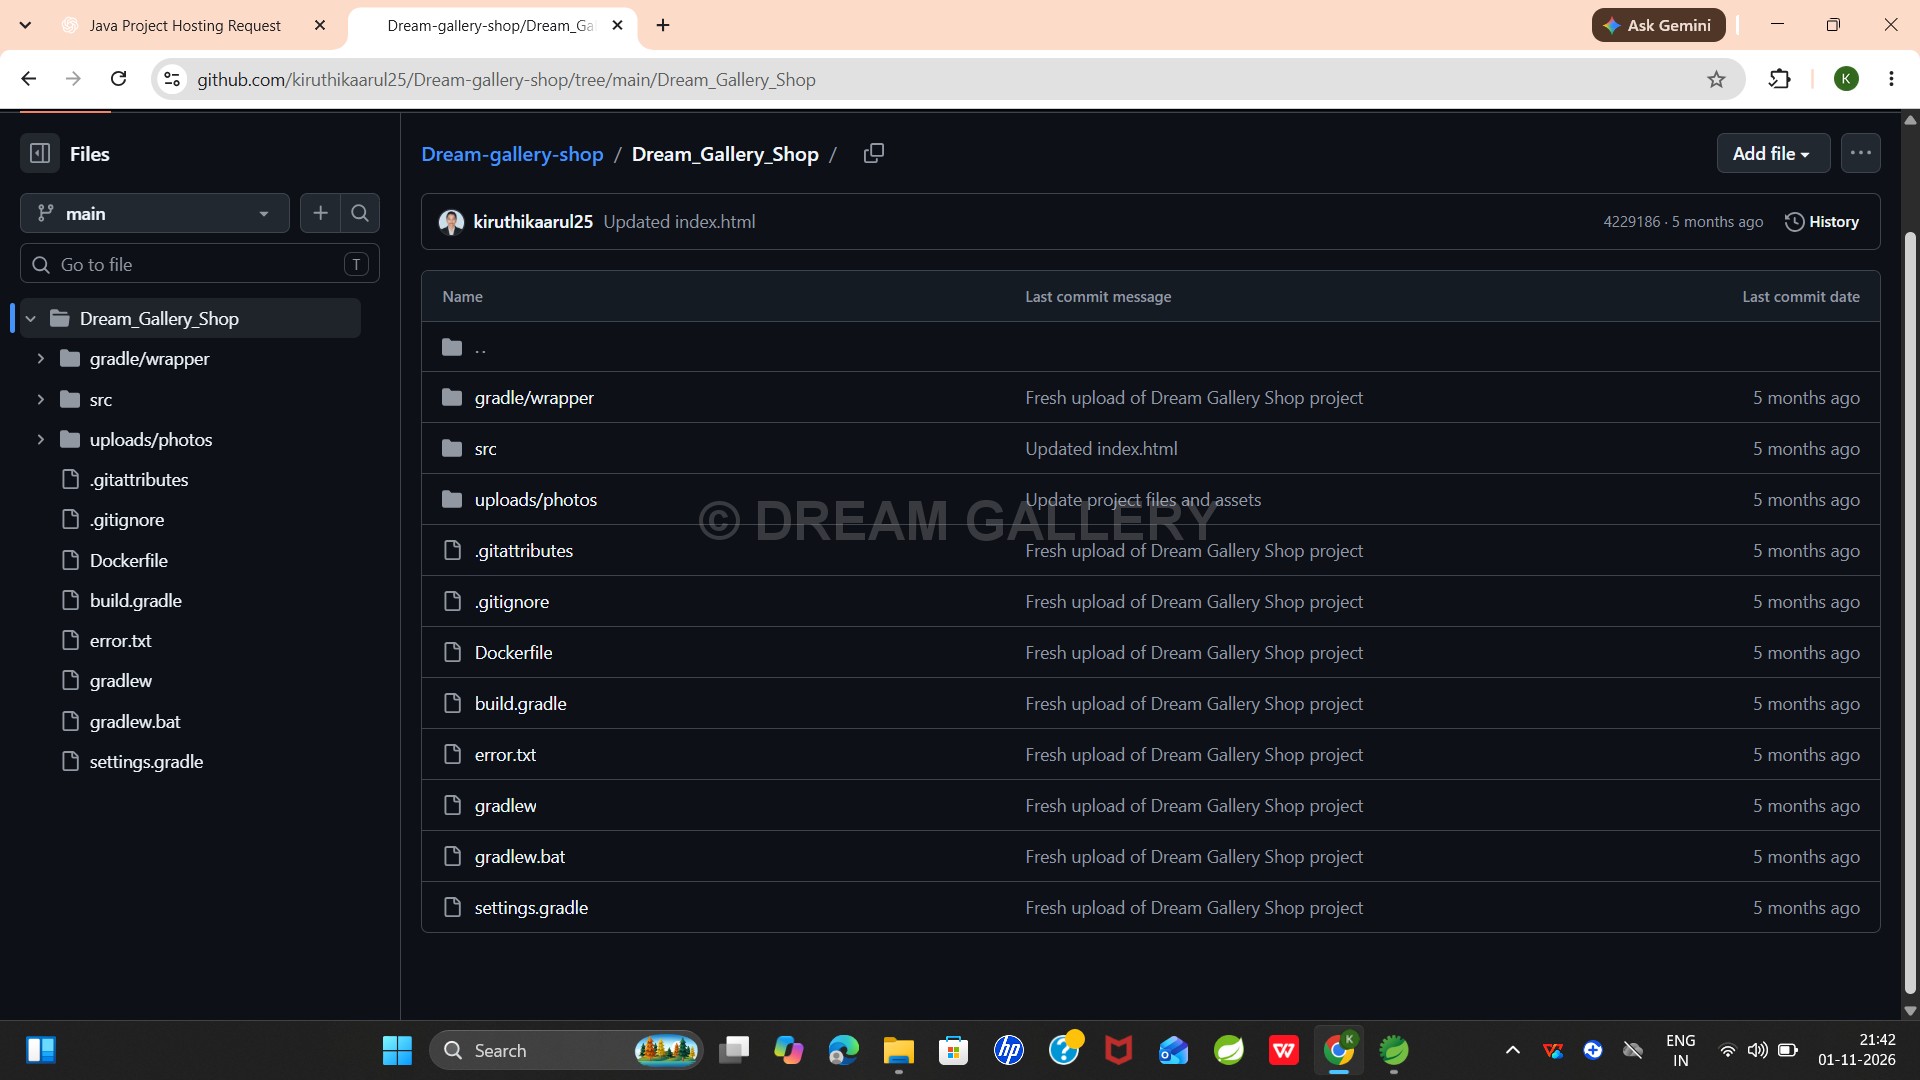 Java Project Hosting Request
Dream-gallery-shop/Dream_Ga
Ask Gemini
github.com/kiruthikaarul25/Dream-gallery-shop/tree/main/Dream_Gallery_Shop
K
Files
main
Go to file
T
Dream_Gallery_Shop
gradle/wrapper
src
uploads/photos
.gitattributes
.gitignore
Dockerfile
build.gradle
error.txt
gradlew
gradlew.bat
settings.gradle
Dream-gallery-shop / Dream_Gallery_Shop /
Add file
kiruthikaarul25 Updated index.html 4229186 · 5 months ago History
Name Last commit message Last commit date
..
gradle/wrapper Fresh upload of Dream Gallery Shop project 5 months ago
src Updated index.html 5 months ago
uploads/photos Update project files and assets 5 months ago
© DREAM GALLERY
.gitattributes Fresh upload of Dream Gallery Shop project 5 months ago
.gitignore Fresh upload of Dream Gallery Shop project 5 months ago
Dockerfile Fresh upload of Dream Gallery Shop project 5 months ago
build.gradle Fresh upload of Dream Gallery Shop project 5 months ago
error.txt Fresh upload of Dream Gallery Shop project 5 months ago
gradlew Fresh upload of Dream Gallery Shop project 5 months ago
gradlew.bat Fresh upload of Dream Gallery Shop project 5 months ago
settings.gradle Fresh upload of Dream Gallery Shop project 5 months ago
Search
hp
W
K
ENG
IN
21:42
01-11-2026